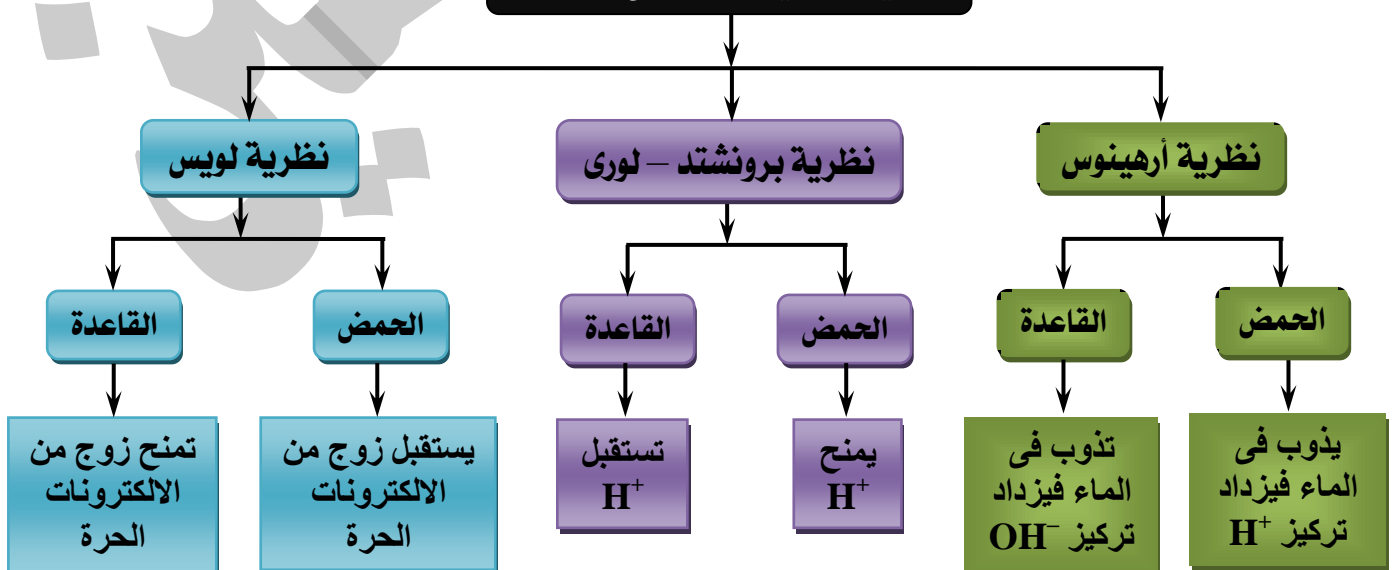 نظرية أرهينوس
نظرية برونشتد – لورى
نظرية لويس
الحمض
القاعدة
الحمض
القاعدة
الحمض
القاعدة
يذوب فى
الماء فيزداد
تركيز H⁺
تذوب فى
الماء فيزداد
تركيز OH⁻
يمنح
H⁺
تستقبل
H⁺
يستقبل زوج من
الالكترونات
الحرة
تمنح زوج من
الالكترونات
الحرة